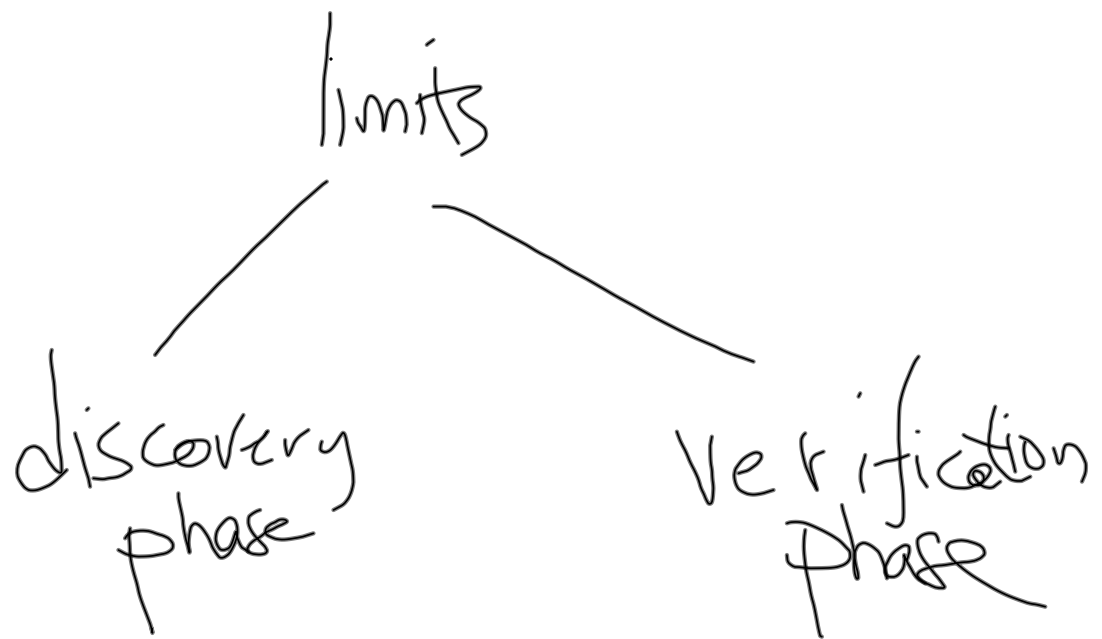 limits
discovery
phase
verification
phase